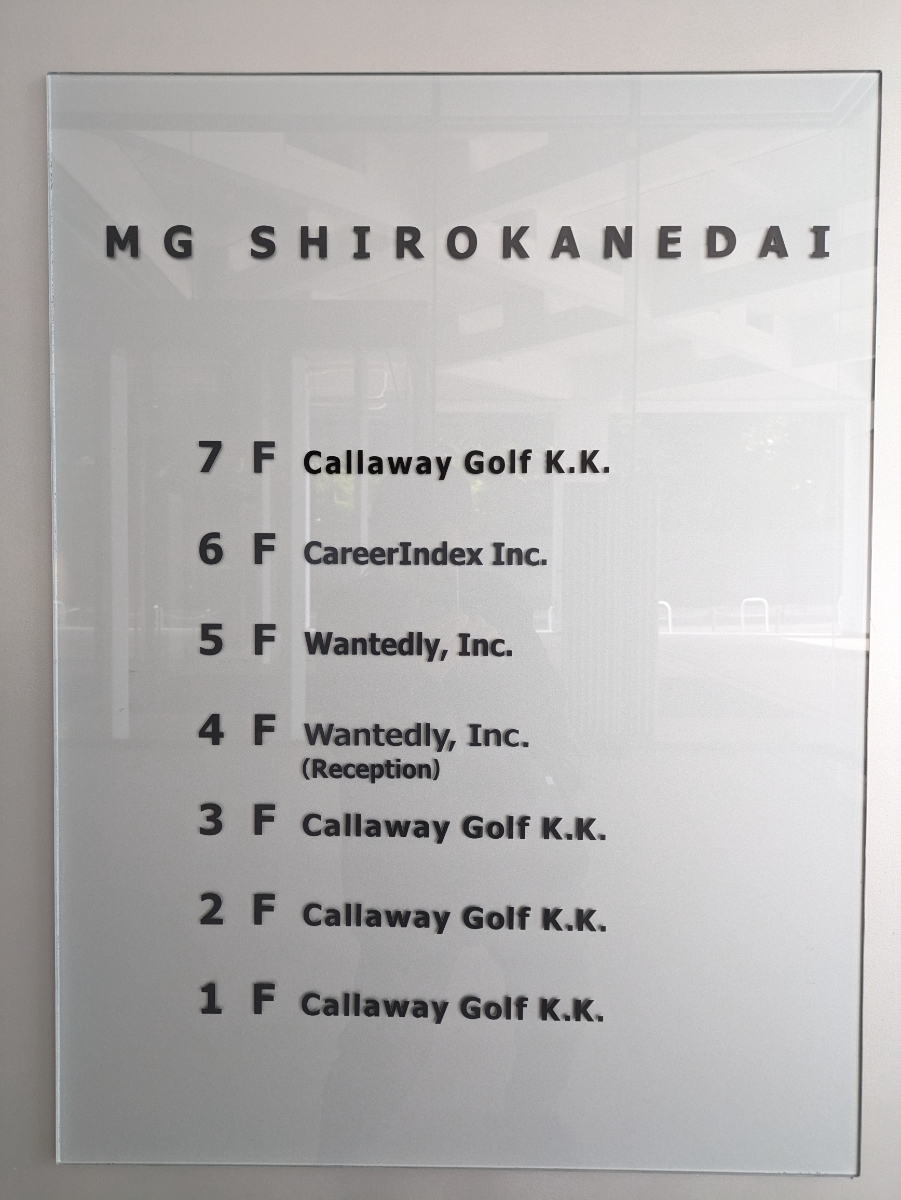 MG SHIROKANEDAI
7 F Callaway Golf K.K.
6 F CareerIndex Inc.
5 F Wantedly, Inc.
4 F Wantedly, Inc.
(Reception)
3 F Callaway Golf K.K.
2 F Callaway Golf K.K.
1 F Callaway Golf K.K.